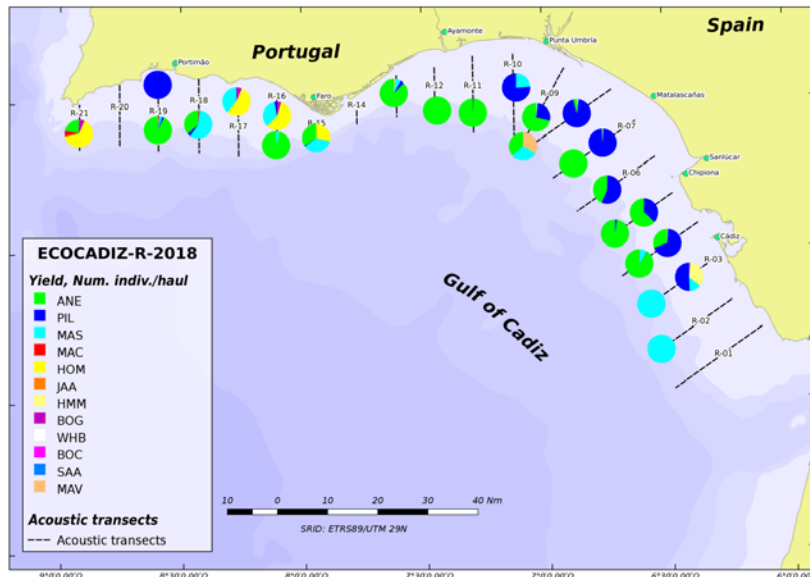 Portugal
Spain
Ayamonte
Punta Umbría
Portimão
Faro
Matalascañas
Sanlúcar
Chipiona
Cádiz
R-21
R-20
R-19
R-18
R-17
R-16
R-15
R-14
R-12
R-11
R-10
R-09
R-07
R-06
R-03
R-02
R-01
Gulf of Cadiz
ECOCADIZ-R-2018
Yield, Num. indiv./haul
ANE
PIL
MAS
MAC
HOM
JAA
HMM
BOG
WHB
BOC
SAA
MAV
Acoustic transects
Acoustic transects
10 0 10 20 30 40 Nm
SRID: ETRS89/UTM 29N